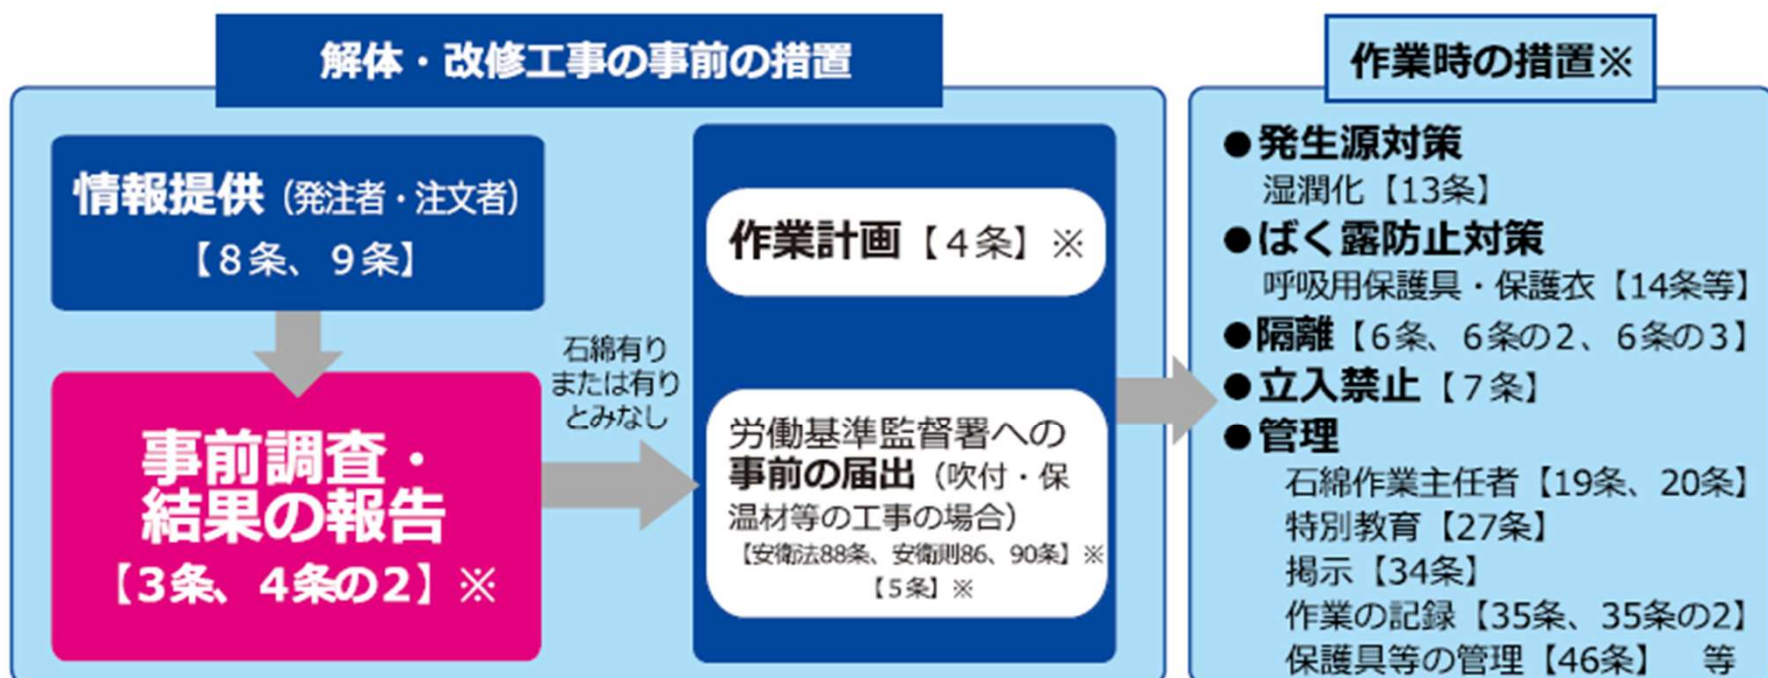 解体・改修工事の事前の措置
情報提供（発注者・注文者）
【８条、９条】
事前調査・
結果の報告
【３条、４条の２】※
石綿有り
または有り
とみなし
作業計画【４条】※
労働基準監督署への
事前の届出（吹付・保
温材等の工事の場合）
【安衛法88条、安衛則86、90条】※
【５条】※
作業時の措置※
●発生源対策
湿潤化【13条】
●ばく露防止対策
呼吸用保護具・保護衣【14条等】
●隔離【６条、６条の２、６条の３】
●立入禁止【７条】
●管理
石綿作業主任者【19条、20条】
特別教育【27条】
掲示【34条】
作業の記録【35条、35条の2】
保護具等の管理【46条】　等